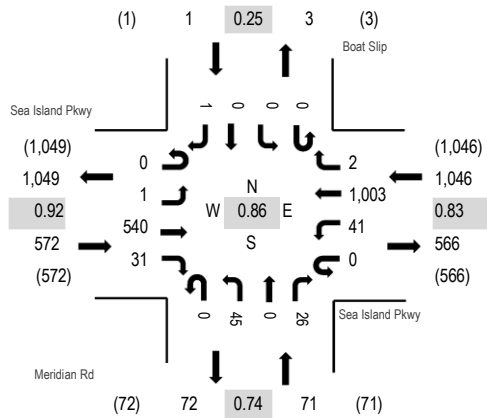 (1) 1 0.25 3 (3)
Boat Slip
Sea Island Pkwy
1 0 0 0
(1,049) (1,046)
0 2
1,049 1,046
1 N 1,003
0.92 W 0.86 E 0.83
540 S 41
572 566
31 0
(572) (566)
0 45 0 26
Sea Island Pkwy
Meridian Rd
(72) 72 0.74 71 (71)